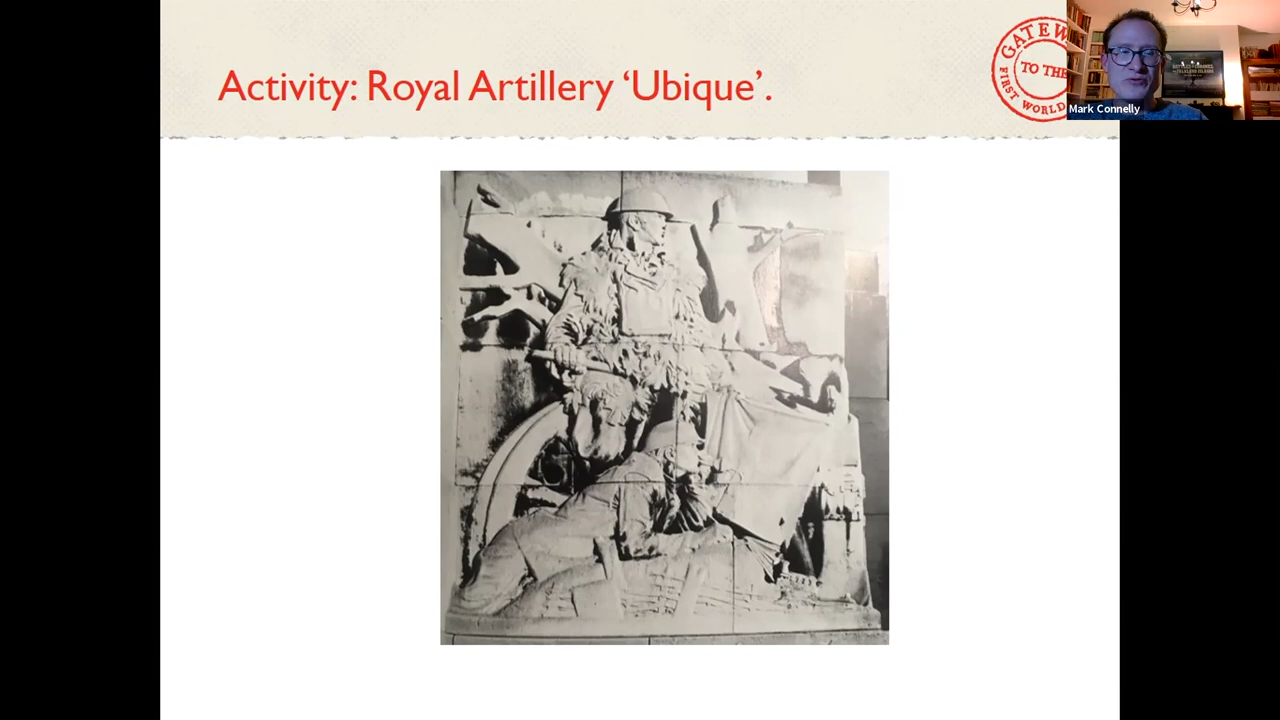 Activity: Royal Artillery ‘Ubique’.
GATEW
TO THE
FIRST WORLD
Mark Connelly